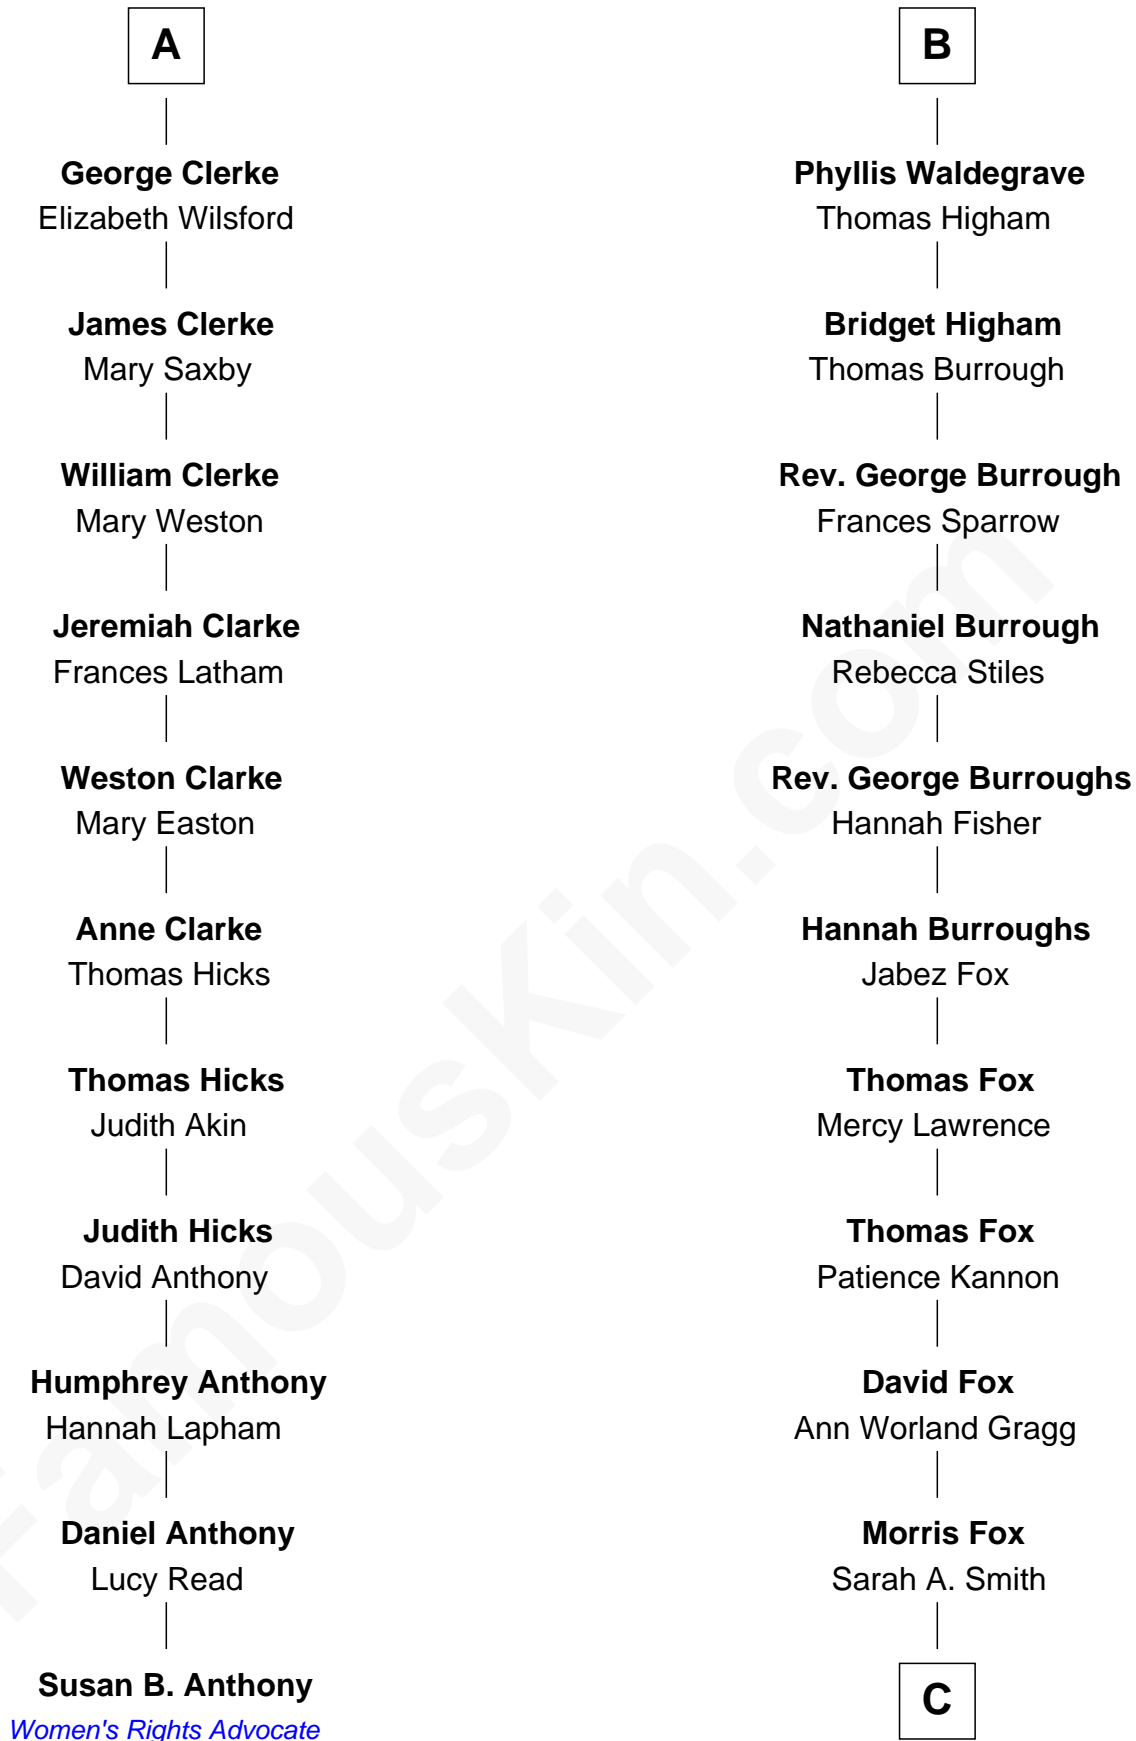 A
George Clerke
Elizabeth Wilsford
James Clerke
Mary Saxby
William Clerke
Mary Weston
Jeremiah Clarke
Frances Latham
Weston Clarke
Mary Easton
Anne Clarke
Thomas Hicks
Thomas Hicks
Judith Akin
Judith Hicks
David Anthony
Humphrey Anthony
Hannah Lapham
Daniel Anthony
Lucy Read
Susan B. Anthony
Women's Rights Advocate
B
Phyllis Waldegrave
Thomas Higham
Bridget Higham
Thomas Burrough
Rev. George Burrough
Frances Sparrow
Nathaniel Burrough
Rebecca Stiles
Rev. George Burroughs
Hannah Fisher
Hannah Burroughs
Jabez Fox
Thomas Fox
Mercy Lawrence
Thomas Fox
Patience Kannon
David Fox
Ann Worland Gragg
Morris Fox
Sarah A. Smith
C
FamousKin.com